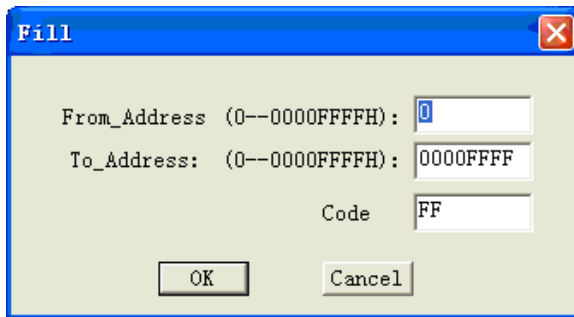 Fill
From_Address (0--0000FFFFH): 0
To_Address: (0--0000FFFFH): 0000FFFF
Code FF
OK Cancel